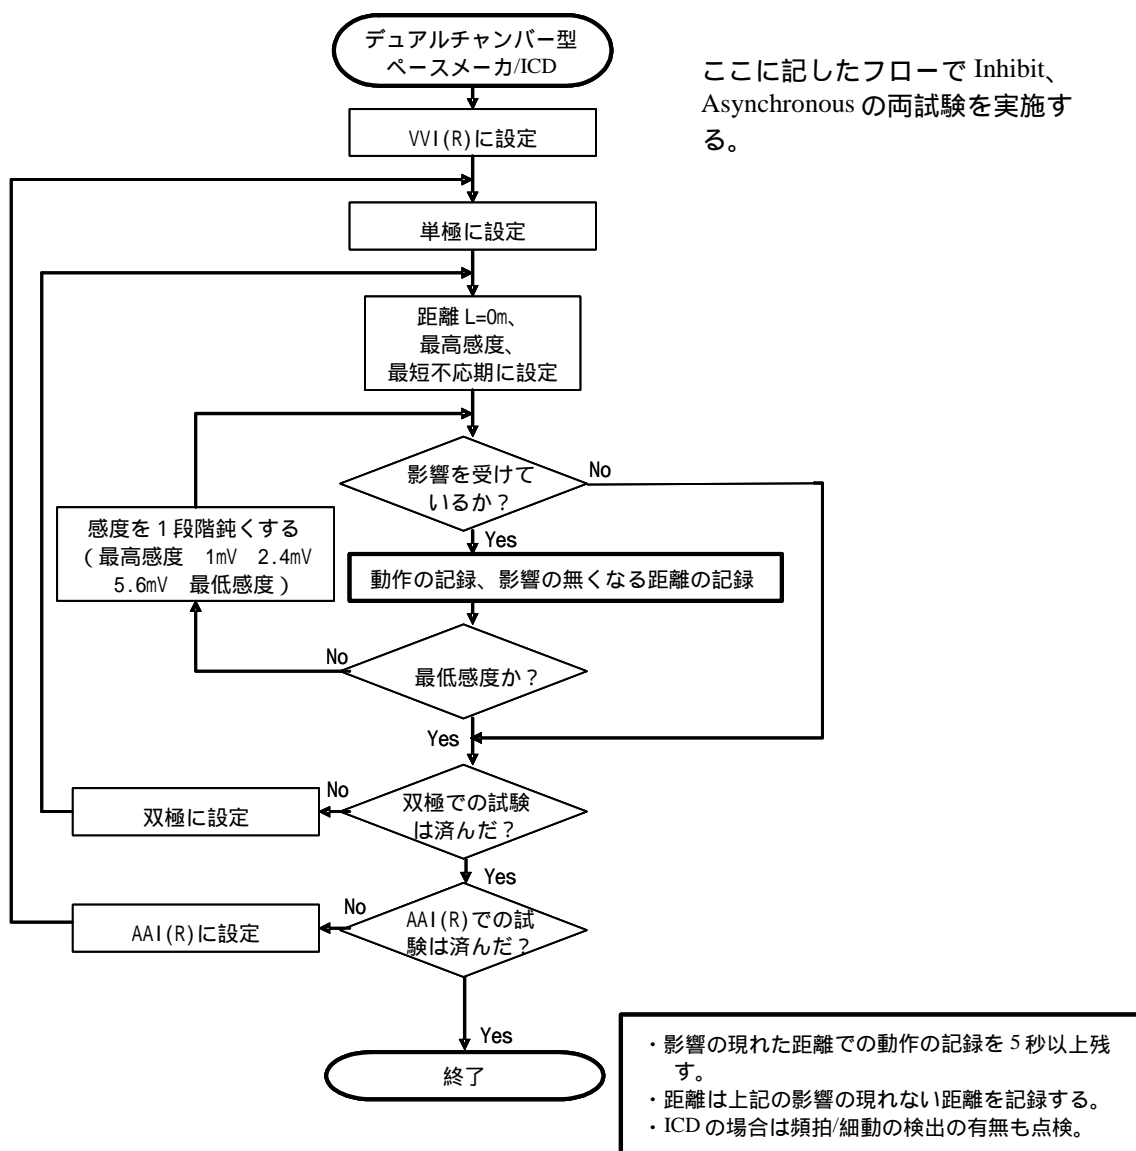 デュアルチャンバー型
ペースメーカ/ICD
ここに記したフローで Inhibit、
Asynchronous の両試験を実施す
る。
VVI(R)に設定
単極に設定
距離 L=0m、
最高感度、
最短不応期に設定
影響を受けて
いるか？
No
Yes
感度を 1 段階鈍くする
（最高感度　1mV　2.4mV
5.6mV　最低感度）
動作の記録、影響の無くなる距離の記録
最低感度か？
No
Yes
双極での試験
は済んだ？
No
双極に設定
Yes
AAI(R)での試
験は済んだ？
No
AAI(R)に設定
Yes
終了
・影響の現れた距離での動作の記録を 5 秒以上残
す。
・距離は上記の影響の現れない距離を記録する。
・ICD の場合は頻拍/細動の検出の有無も点検。